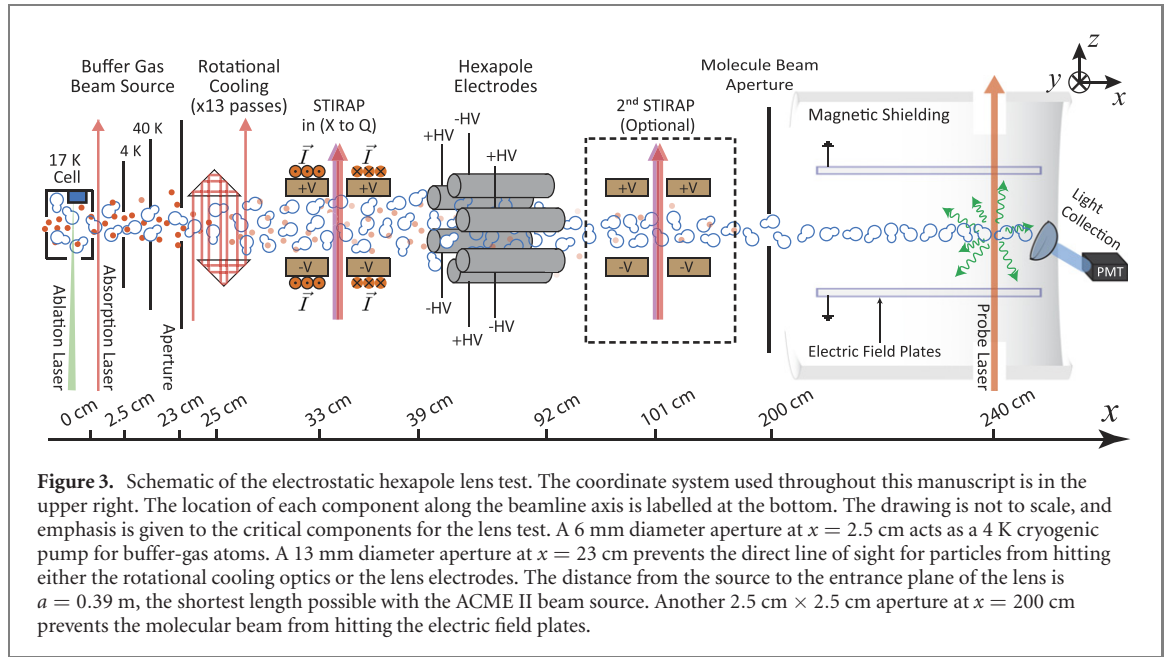 Buffer Gas
Beam Source
Rotational
Cooling
(x13 passes)
STIRAP
in (X to Q)
Hexapole
Electrodes
2nd STIRAP
(Optional)
Molecule Beam
Aperture
z
y
x
Magnetic Shielding
17 K
Cell
4 K
40 K
I
I
+V
+V
-V
-V
I
I
+HV
-HV
+HV
-HV
+HV
-HV
+V
+V
-V
-V
Light
Collection
PMT
Ablation Laser
Absorption Laser
Aperture
Electric Field Plates
Probe Laser
0 cm
2.5 cm
23 cm
25 cm
33 cm
39 cm
92 cm
101 cm
200 cm
240 cm
x
Figure 3. Schematic of the electrostatic hexapole lens test. The coordinate system used throughout this manuscript is in the
upper right. The location of each component along the beamline axis is labelled at the bottom. The drawing is not to scale, and
emphasis is given to the critical components for the lens test. A 6 mm diameter aperture at x = 2.5 cm acts as a 4 K cryogenic
pump for buffer-gas atoms. A 13 mm diameter aperture at x = 23 cm prevents the direct line of sight for particles from hitting
either the rotational cooling optics or the lens electrodes. The distance from the source to the entrance plane of the lens is
a = 0.39 m, the shortest length possible with the ACME II beam source. Another 2.5 cm × 2.5 cm aperture at x = 200 cm
prevents the molecular beam from hitting the electric field plates.